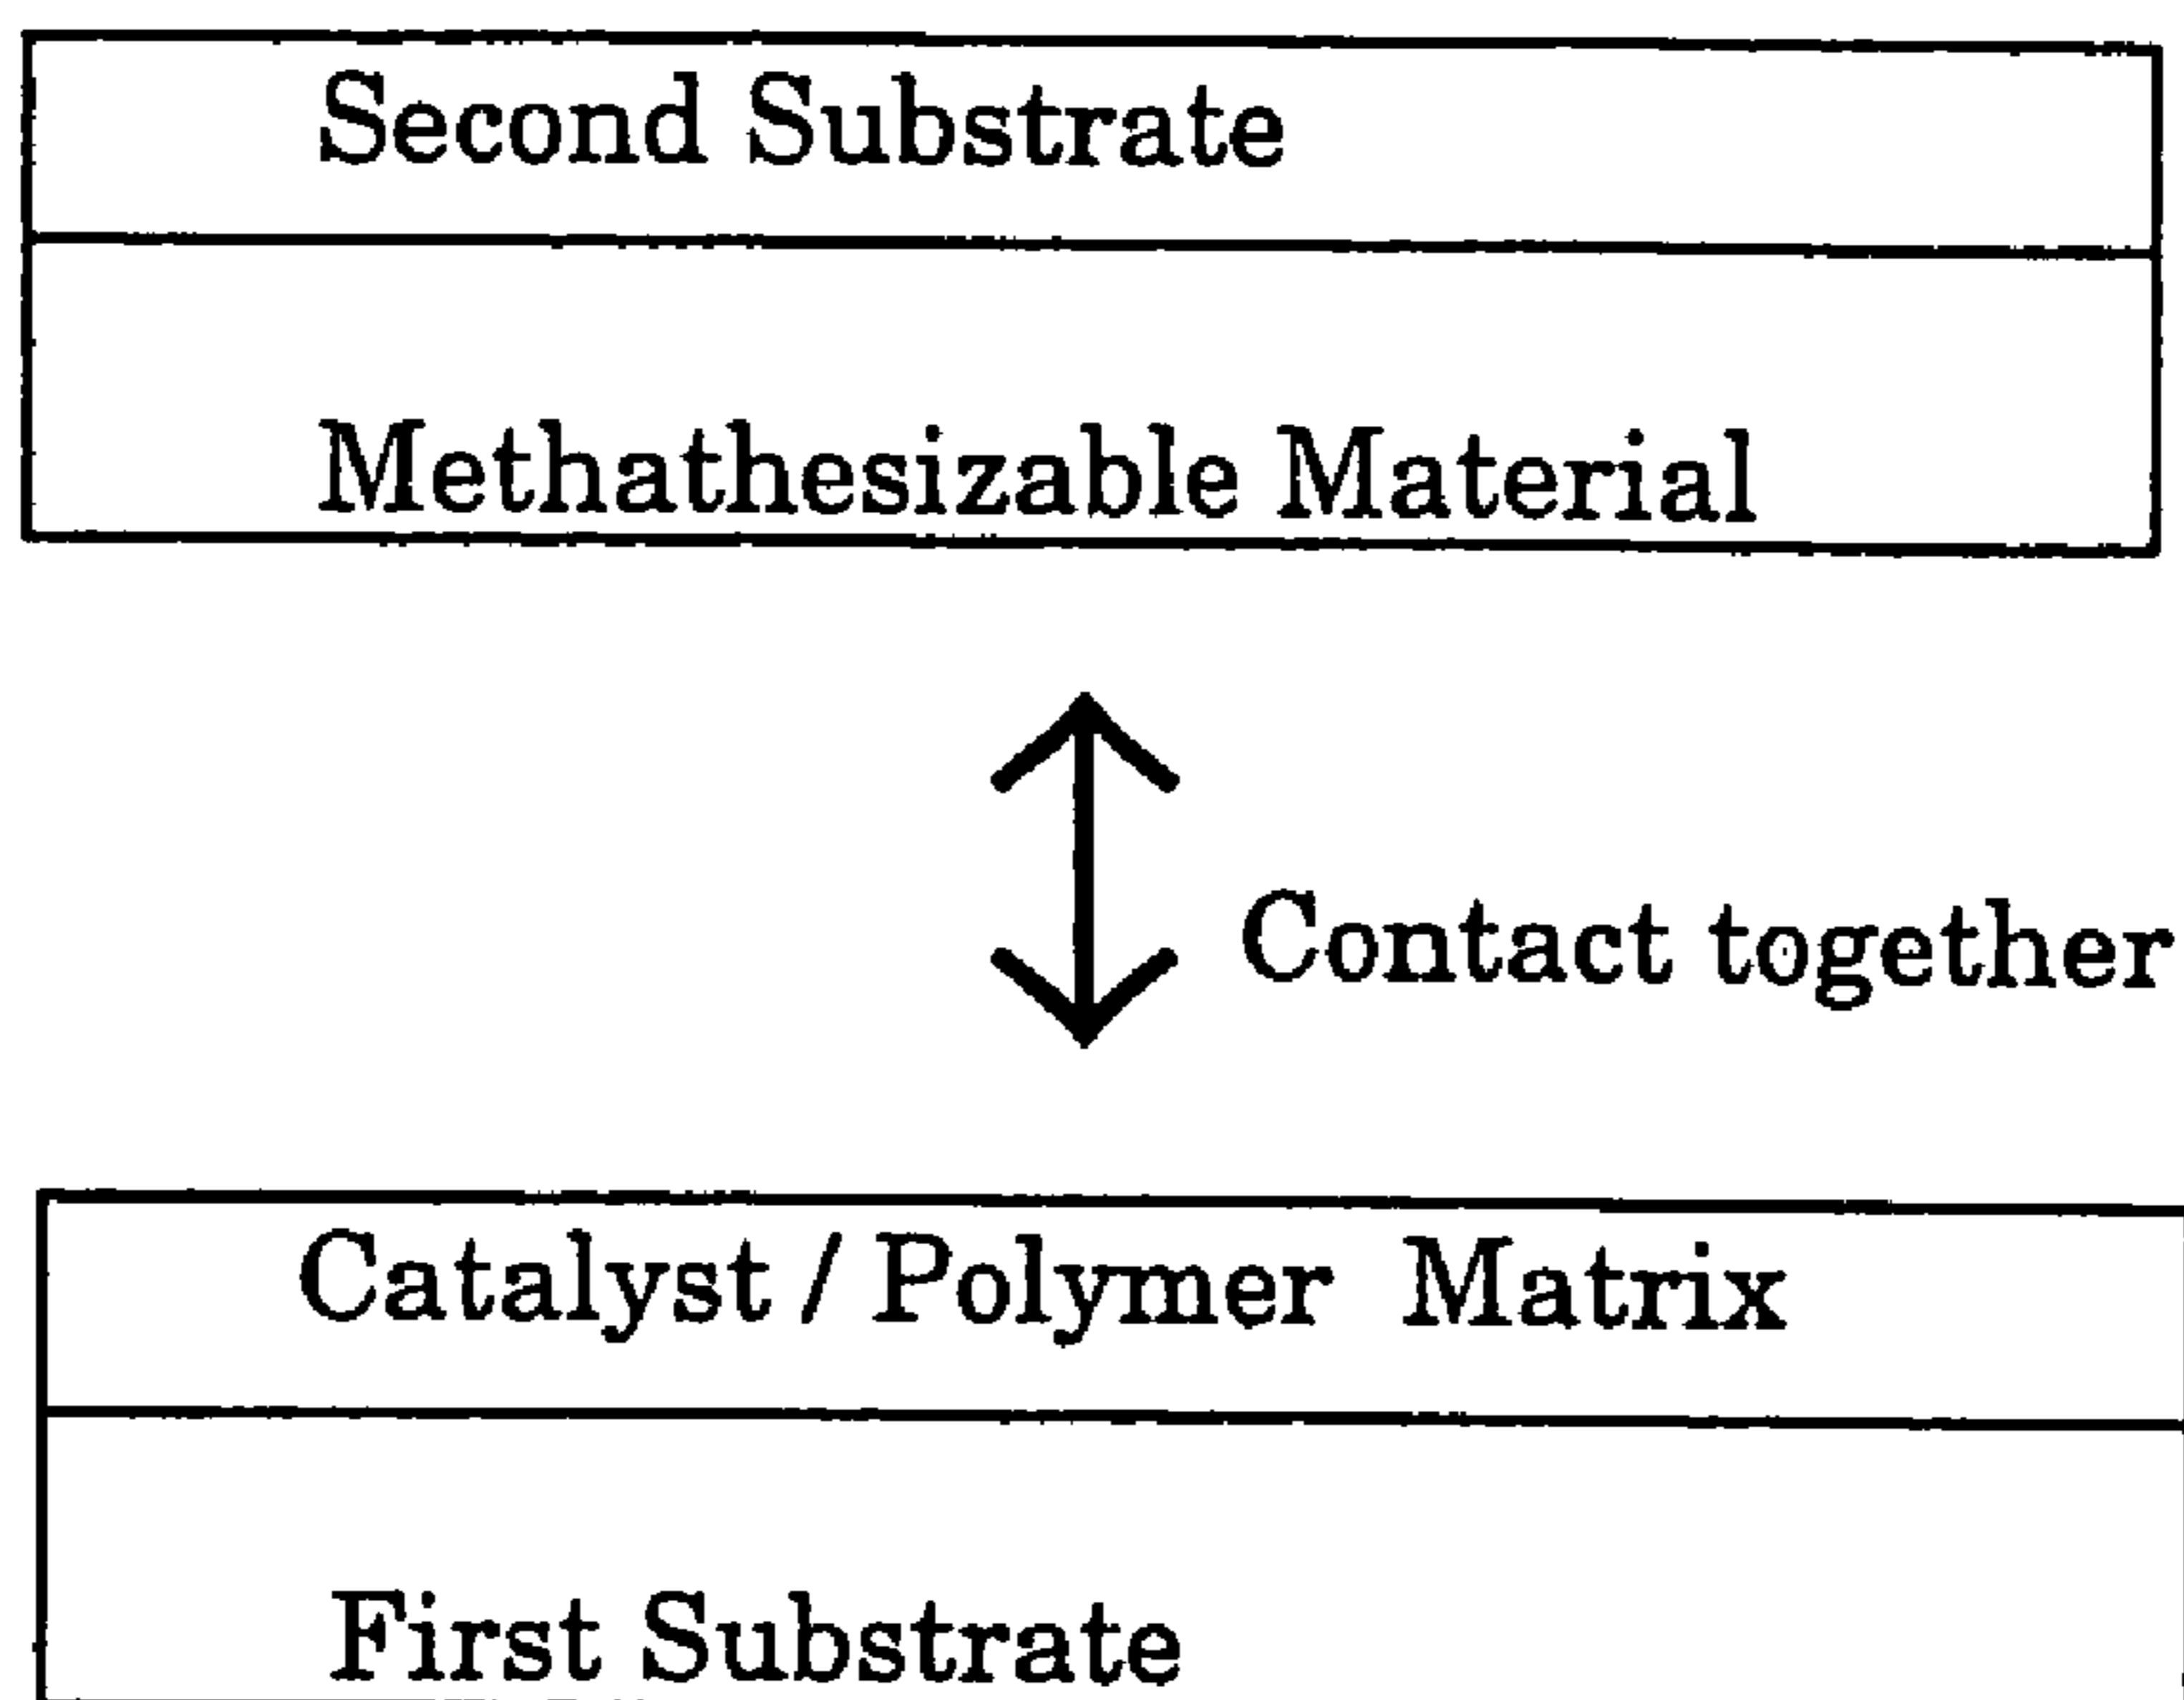 Second Substrate
Methathesizable Material
Contact together
Catalyst / Polymer Matrix
First Substrate